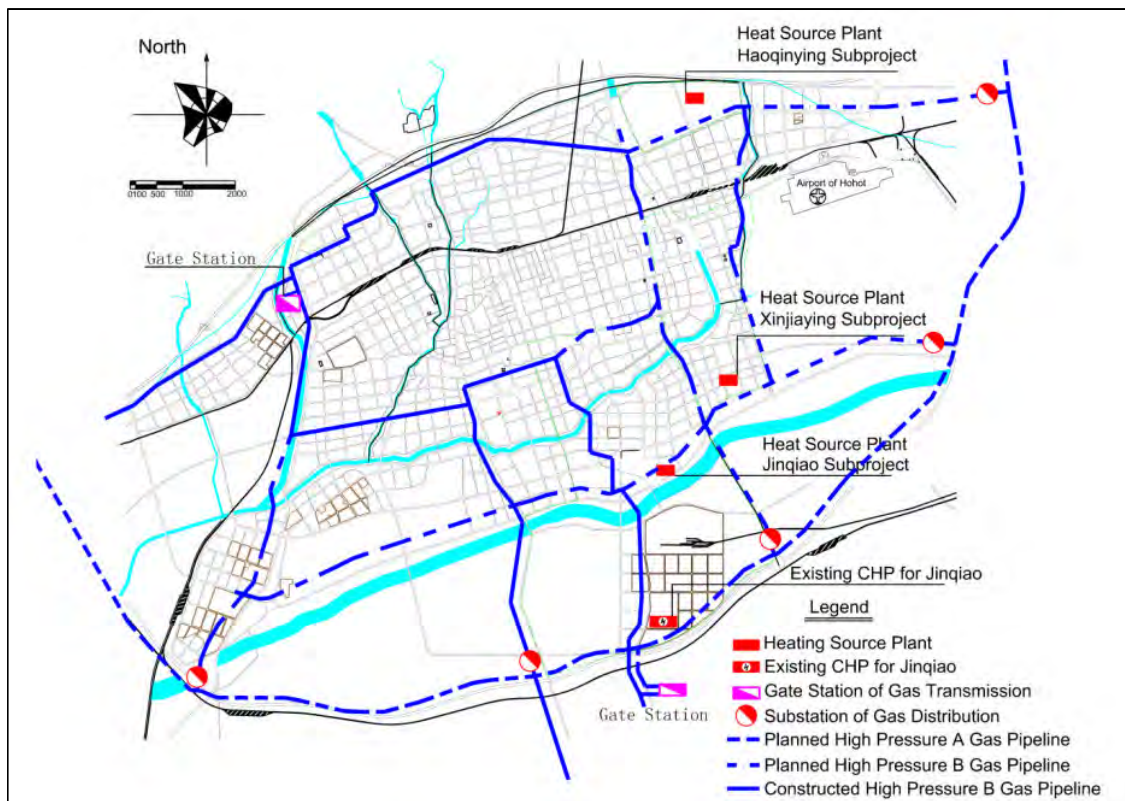 Heat Source Plant
Haoqinying Subproject
North
0100 500 1000 2000
Airport of Hohot
Gate Station
Heat Source Plant
Xinjiaying Subproject
Heat Source Plant
Jinqiao Subproject
Existing CHP for Jinqiao
Legend
Heating Source Plant
Existing CHP for Jinqiao
Gate Station of Gas Transmission
Gate Station
Substation of Gas Distribution
Planned High Pressure A Gas Pipeline
Planned High Pressure B Gas Pipeline
Constructed High Pressure B Gas Pipeline